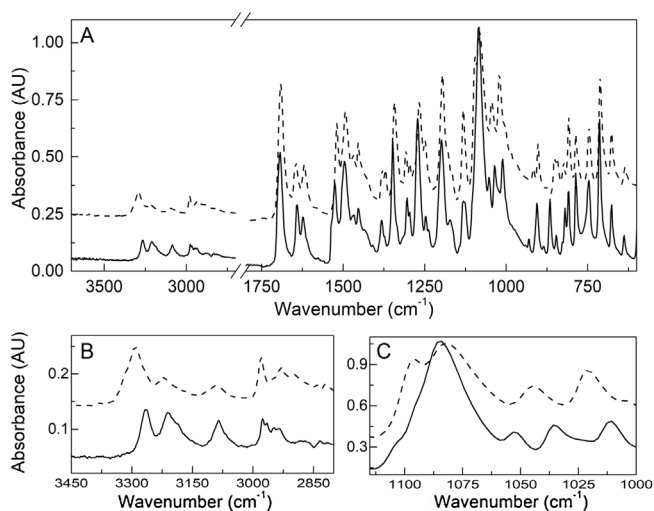 A
1.00
0.75
0.50
0.25
0.00
Absorbance (AU)
3500 3000 1750 1500 1250 1000 750
Wavenumber (cm-1)
B
0.2
0.1
Absorbance (AU)
3450 3300 3150 3000 2850
Wavenumber (cm-1)
C
0.9
0.6
0.3
1100 1075 1050 1025 1000
Wavenumber (cm-1)